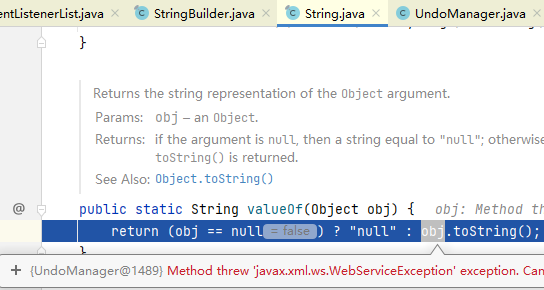 entListenerList.java × StringBuilder.java × String.java × UndoManager.java ×
}
Returns the string representation of the Object argument.
Params: obj – an Object.
Returns: if the argument is null, then a string equal to "null"; otherwise
toString() is returned.
See Also: Object.toString()
@ public static String valueOf(Object obj) { obj: Method th
return (obj == null = false ) ? "null" : obj.toString();
}
+ {UndoManager@1489} Method threw 'javax.xml.ws.WebServiceException' exception. Can